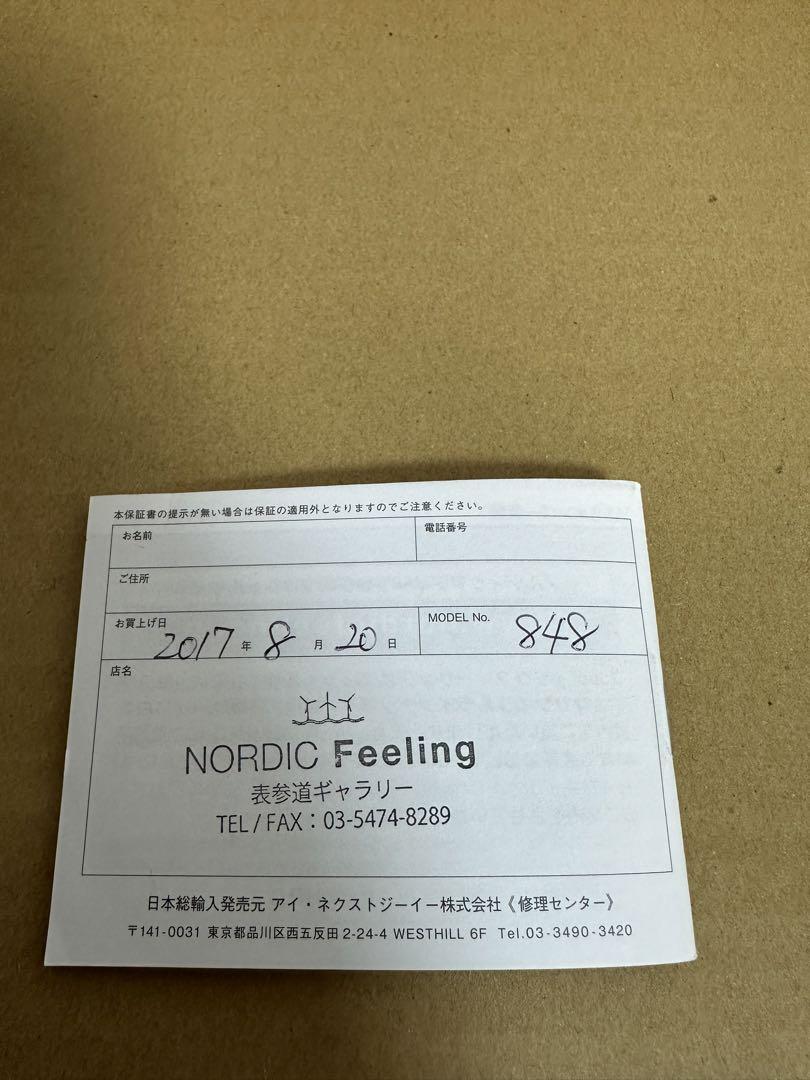 本保証書の提示が無い場合は保証の適用外となりますのでご注意ください。
お名前
電話番号
ご住所
お買上げ日
2017 年 8 月 20 日
MODEL No.
848
店名
NORDIC Feeling
表参道ギャラリー
TEL / FAX：03-5474-8289
日本総輸入発売元 アイ・ネクストジーイー株式会社《修理センター》
〒141-0031 東京都品川区西五反田 2-24-4 WESTHILL 6F Tel.03-3490-3420